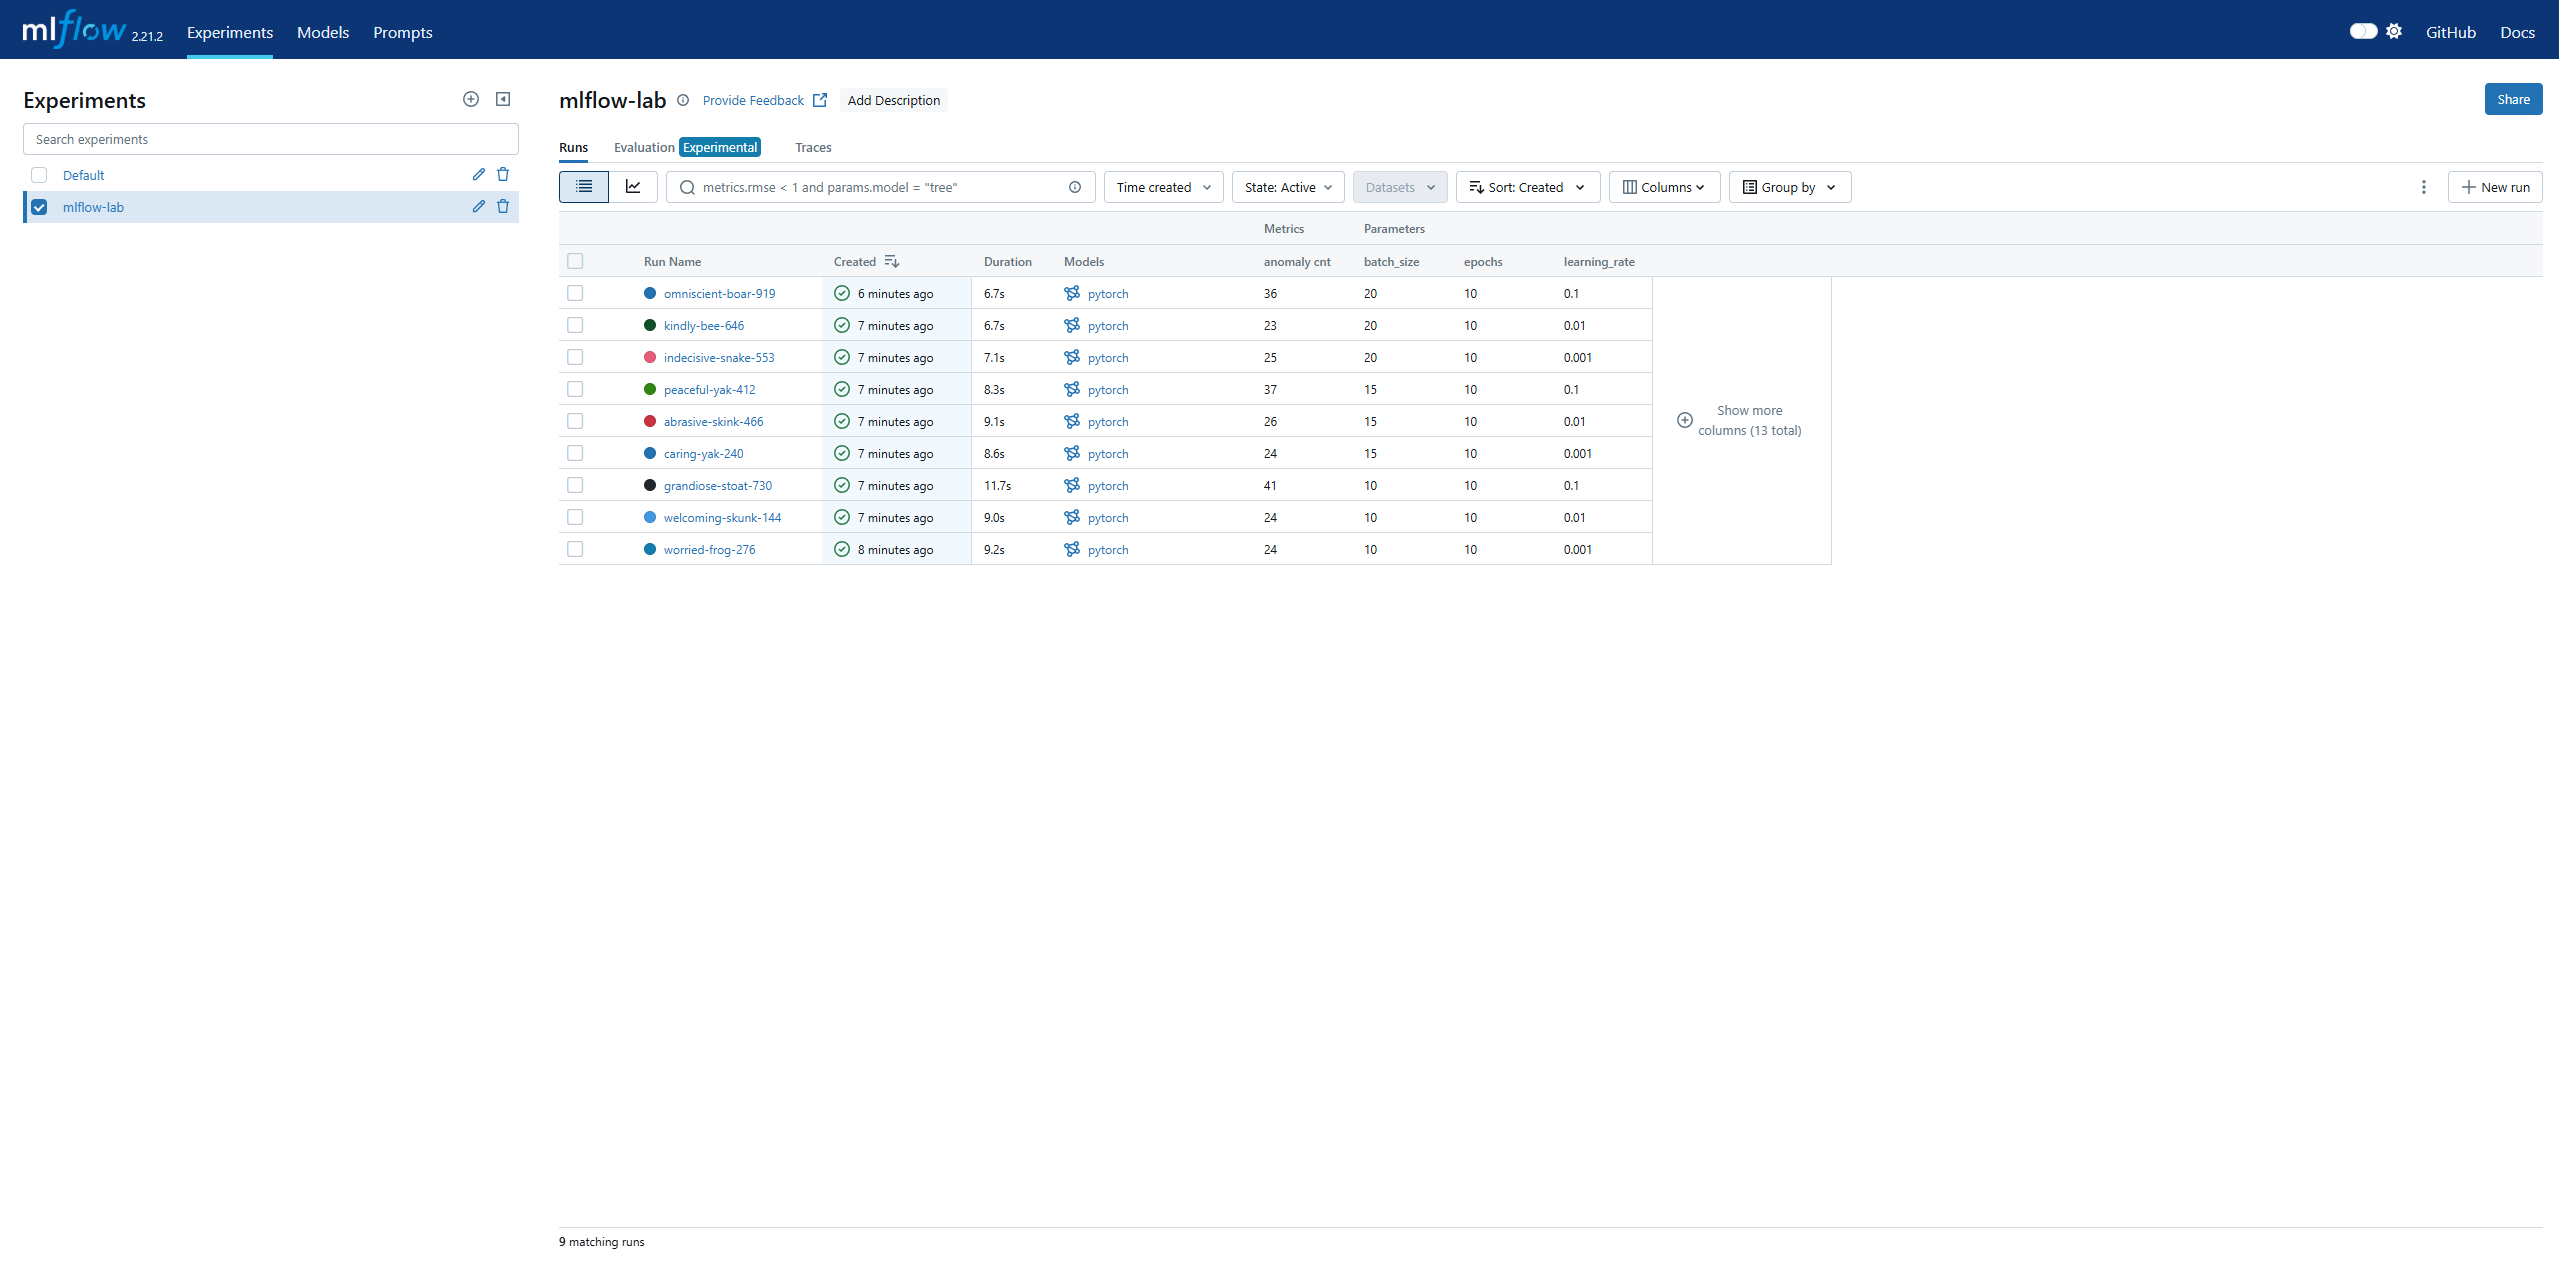 mlflow 2.21.2 Experiments Models Prompts GitHub Docs
Experiments
Search experiments
Default
mlflow-lab
mlflow-lab Provide Feedback Add Description Share
Runs Evaluation Experimental Traces
metrics.rmse < 1 and params.model = "tree" Time created State: Active Datasets Sort: Created Columns Group by New run
Metrics Parameters
Run Name Created Duration Models anomaly cnt batch_size epochs learning_rate
omniscient-boar-919 6 minutes ago 6.7s pytorch 36 20 10 0.1
kindly-bee-646 7 minutes ago 6.7s pytorch 23 20 10 0.01
indecisive-snake-553 7 minutes ago 7.1s pytorch 25 20 10 0.001
peaceful-yak-412 7 minutes ago 8.3s pytorch 37 15 10 0.1
abrasive-skink-466 7 minutes ago 9.1s pytorch 26 15 10 0.01
caring-yak-240 7 minutes ago 8.6s pytorch 24 15 10 0.001
grandiose-stoat-730 7 minutes ago 11.7s pytorch 41 10 10 0.1
welcoming-skunk-144 7 minutes ago 9.0s pytorch 24 10 10 0.01
worried-frog-276 8 minutes ago 9.2s pytorch 24 10 10 0.001
Show more
columns (13 total)
9 matching runs